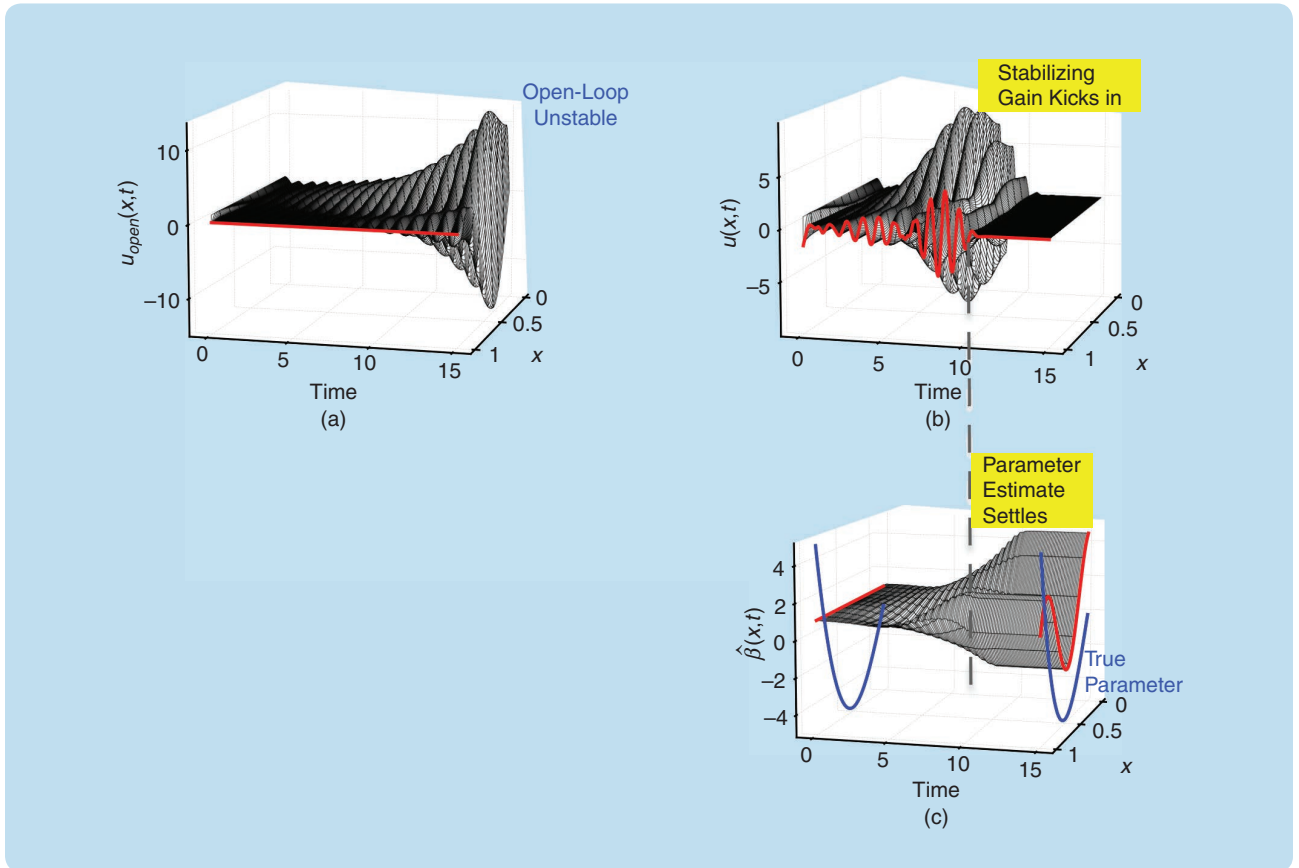 Open-Loop
Unstable
10
0
−10
u_open(x,t)
0
5
10
15
1
0.5
0
x
Time
(a)
Stabilizing
Gain Kicks in
5
0
−5
u(x,t)
0
5
10
15
1
0.5
0
x
Time
(b)
Parameter
Estimate
Settles
4
2
0
−2
−4
β̂(x,t)
0
5
10
15
1
0.5
0
x
True
Parameter
Time
(c)